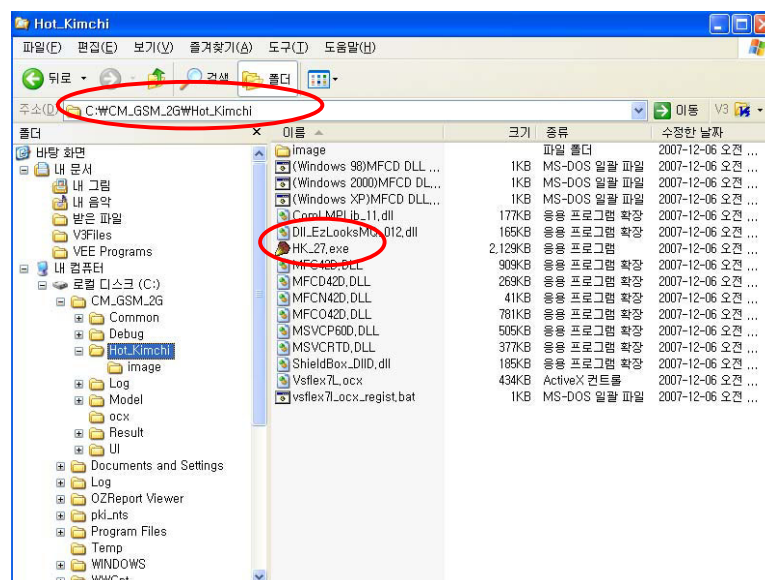 Hot_Kimchi
파일(F) 편집(E) 보기(V) 즐겨찾기(A) 도구(T) 도움말(H)
뒤로 검색 폴더
주소(D) C:₩CM_GSM_2G₩Hot_Kimchi 이동 V3
폴더 × 이름 크기 종류 수정한 날짜
바탕 화면
내 문서
내 그림
내 음악
받은 파일
V3Files
VEE Programs
내 컴퓨터
로컬 디스크 (C:)
CM_GSM_2G
Common
Debug
Hot_Kimchi
image
Log
Model
ocx
Result
UI
Documents and Settings
Log
OZReport Viewer
pki_nts
Program Files
Temp
WINDOWS
image 파일 폴더 2007-12-06 오전 ...
(Windows 98)MFCD DLL ... 1KB MS-DOS 일괄 파일 2007-12-06 오전 ...
(Windows 2000)MFCD DL... 1KB MS-DOS 일괄 파일 2007-12-06 오전 ...
(Windows XP)MFCD DLL... 1KB MS-DOS 일괄 파일 2007-12-06 오전 ...
177KB 응용 프로그램 확장 2007-12-06 오전 ...
165KB 응용 프로그램 확장 2007-12-06 오전 ...
HK_27.exe 2,129KB 응용 프로그램 2007-12-06 오전 ...
MFC42D.DLL 909KB 응용 프로그램 확장 2007-12-06 오전 ...
MFCD42D.DLL 269KB 응용 프로그램 확장 2007-12-06 오전 ...
MFCN42D.DLL 41KB 응용 프로그램 확장 2007-12-06 오전 ...
MFCO42D.DLL 781KB 응용 프로그램 확장 2007-12-06 오전 ...
MSVCP60D.DLL 505KB 응용 프로그램 확장 2007-12-06 오전 ...
MSVCRTD.DLL 377KB 응용 프로그램 확장 2007-12-06 오전 ...
ShieldBox_DllD.dll 185KB 응용 프로그램 확장 2007-12-06 오전 ...
Vsflex7L.ocx 434KB ActiveX 컨트롤 2007-12-06 오전 ...
vsflex7l_ocx_regist.bat 1KB MS-DOS 일괄 파일 2007-12-06 오전 ...